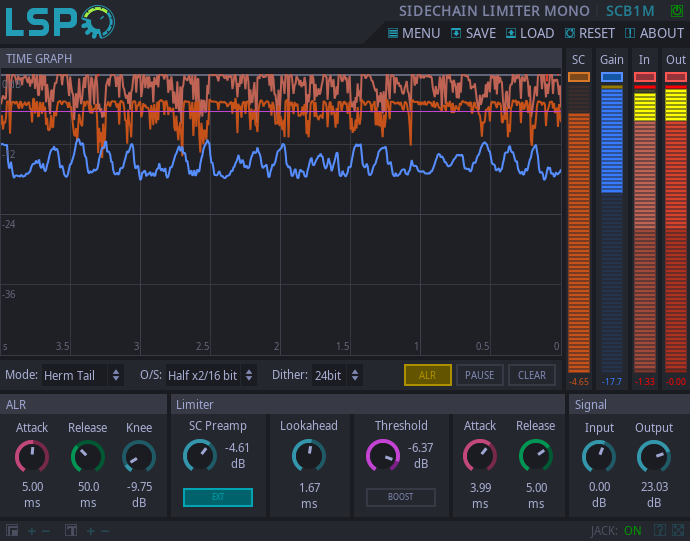 LSP
SIDECHAIN LIMITER MONO SCB1M
MENU SAVE LOAD RESET ABOUT
TIME GRAPH
SC Gain In Out
-12
-24
-36
s 3.5 3 2.5 2 1.5 1 0.5 0
-4.65 -17.7 -1.33 -0.00
Mode: Herm Tail O/S: Half x2/16 bit Dither: 24bit ALR PAUSE CLEAR
ALR Limiter Signal
Attack Release Knee SC Preamp Lookahead Threshold Attack Release Input Output
-4.61 dB
-6.37 dB
5.00 ms
50.0 ms
-9.75 dB
EXT
1.67 ms
BOOST
3.99 ms
5.00 ms
0.00 dB
23.03 dB
JACK: ON